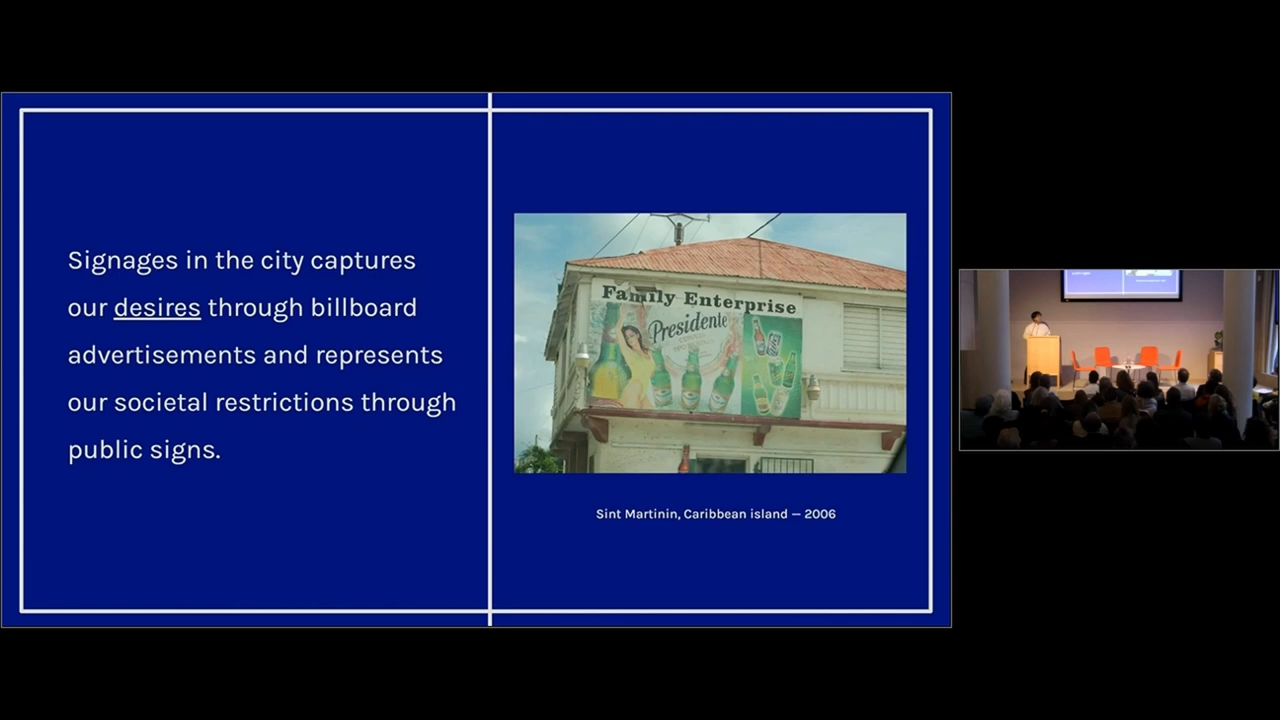 Signages in the city captures
our desires through billboard
advertisements and represents
our societal restrictions through
public signs.
Family Enterprise
Presidente
Sint Martinin, Caribbean island — 2006